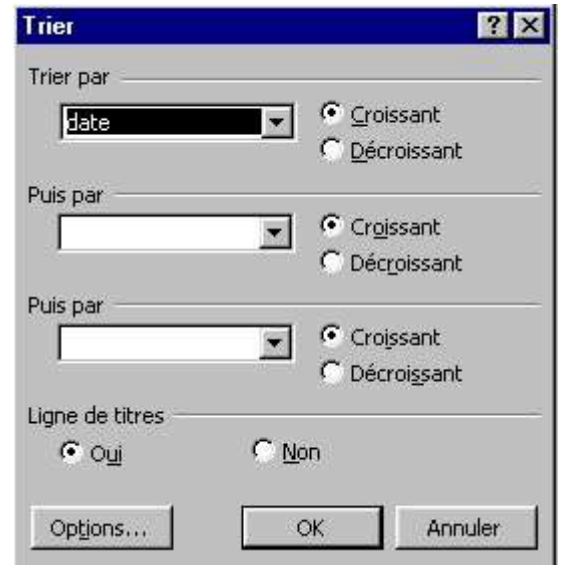 Trier
Trier par
date
Croissant
Décroissant
Puis par
Croissant
Décroissant
Puis par
Croissant
Décroissant
Ligne de titres
Oui Non
Options... OK Annuler